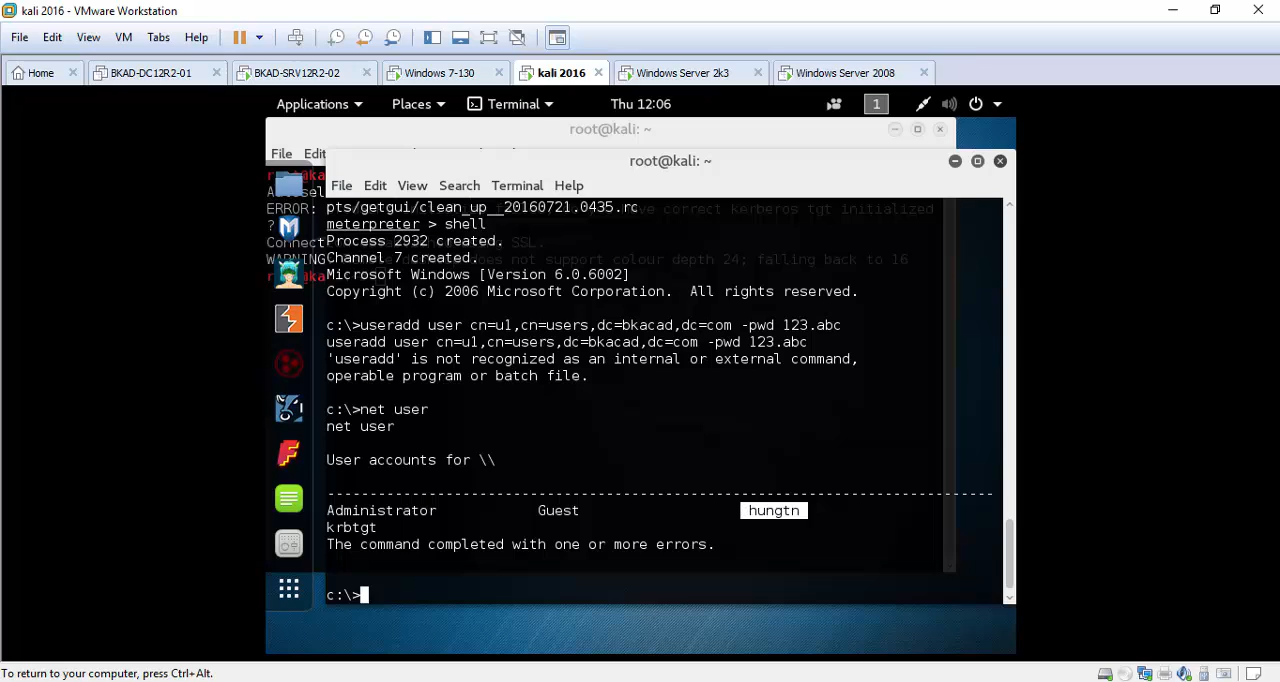 kali 2016 - VMware Workstation
File Edit View VM Tabs Help
Home BKAD-DC12R2-01 BKAD-SRV12R2-02 Windows 7-130 kali 2016 Windows Server 2k3 Windows Server 2008
Applications Places Terminal Thu 12:06 1
root@kali: ~
File Edit
root@kali: ~
File Edit View Search Terminal Help
pts/getgui/clean_up__20160721.0435.rc
ERROR: correct kerberos tgt initialized
?
meterpreter > shell
Process 2932 created.
Connect SSL.
Channel 7 created.
WARNING does not support colour depth 24; falling back to 16
Microsoft Windows [Version 6.0.6002]
Copyright (c) 2006 Microsoft Corporation. All rights reserved.
c:\>useradd user cn=u1,cn=users,dc=bkacad,dc=com -pwd 123.abc
useradd user cn=u1,cn=users,dc=bkacad,dc=com -pwd 123.abc
'useradd' is not recognized as an internal or external command,
operable program or batch file.
c:\>net user
net user
User accounts for \\
-------------------------------------------------------------------------------
Administrator Guest hungtn
krbtgt
The command completed with one or more errors.
c:\>
To return to your computer, press Ctrl+Alt.